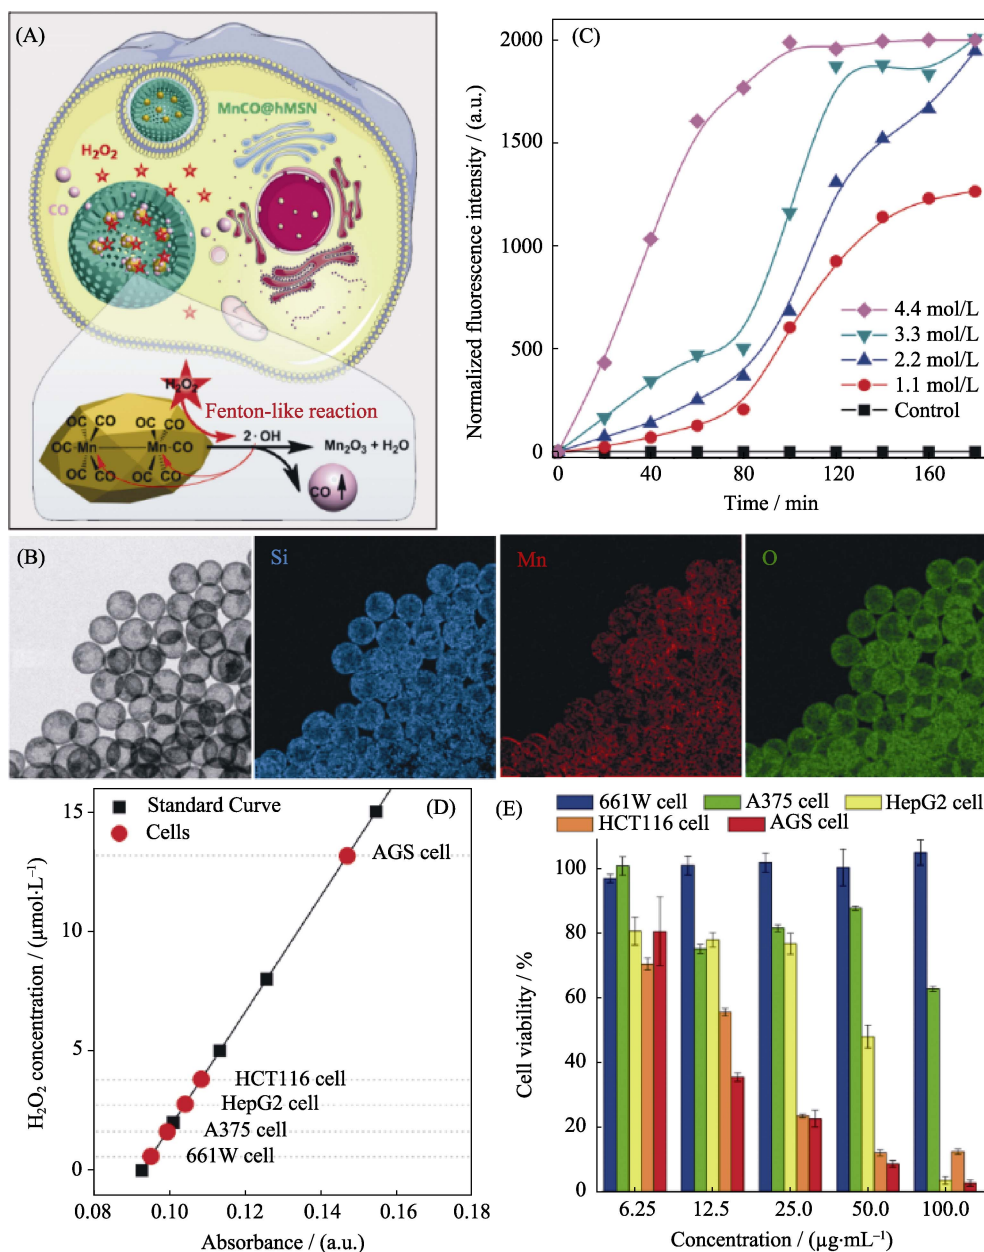 (A)
MnCO@hMSN
H₂O₂
CO
H₂O₂
Fenton-like reaction
OC CO OC CO
OC Mn Mn CO
OC CO OC CO
2·OH
Mn₂O₃ + H₂O
CO
(C)
Normalized fluorescence intensity / (a.u.)
2000
1500
1000
500
0
4.4 mol/L
3.3 mol/L
2.2 mol/L
1.1 mol/L
Control
0 40 80 120 160
Time / min
(B)
Si
Mn
O
(D)
Standard Curve
Cells
H₂O₂ concentration / (μmol·L⁻¹)
15
10
5
0
AGS cell
HCT116 cell
HepG2 cell
A375 cell
661W cell
0.08 0.10 0.12 0.14 0.16 0.18
Absorbance / (a.u.)
(E)
661W cell A375 cell HepG2 cell
HCT116 cell AGS cell
Cell viability / %
100
80
60
40
20
0
6.25 12.5 25.0 50.0 100.0
Concentration / (μg·mL⁻¹)